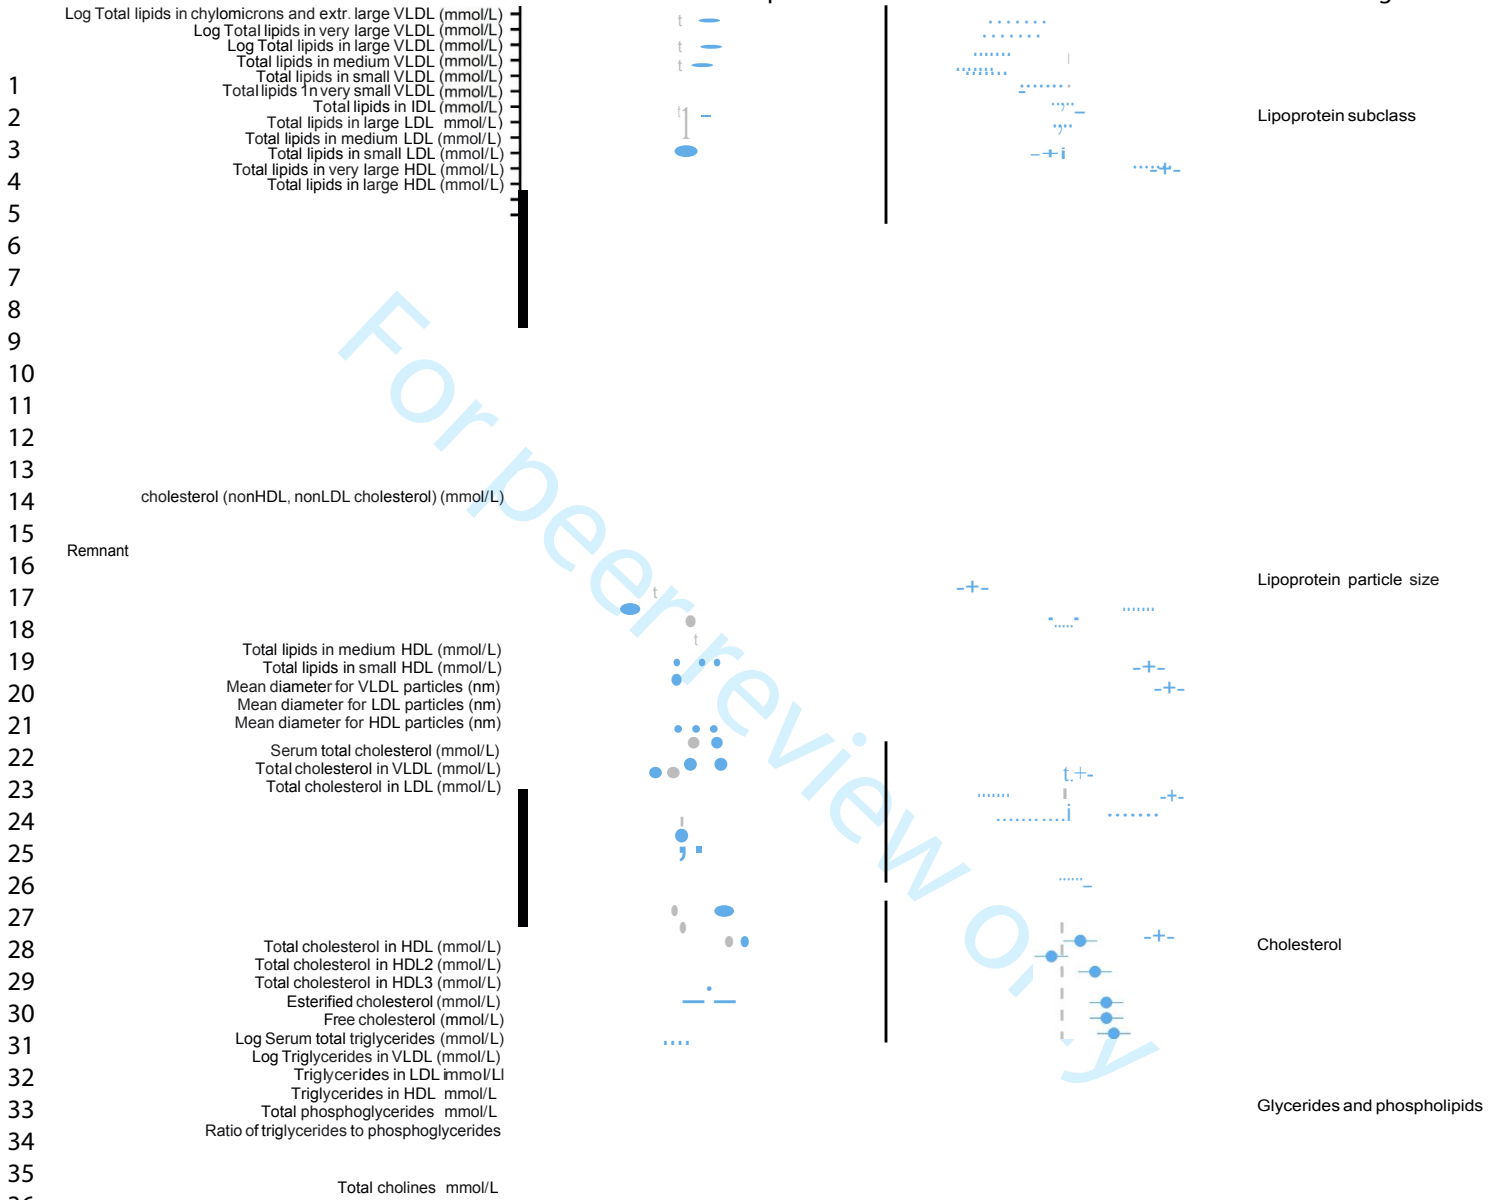 Log Total lipids in chylomicrons and extr. large VLDL (mmol/L)
Log Total lipids in very large VLDL (mmol/L)
Log Total lipids in large VLDL (mmol/L)
Total lipids in medium VLDL (mmol/L)
Total lipids in small VLDL (mmol/L)
Total lipids 1n very small VLDL (mmol/L)
Total lipids in IDL (mmol/L)
Total lipids in large LDL mmol/L)
Total lipids in medium LDL (mmol/L)
Total lipids in small LDL (mmol/L)
Total lipids in very large HDL (mmol/L)
Total lipids in large HDL (mmol/L)
Lipoprotein subclass
1
2
3
4
5
6
7
8
9
10
11
12
13
14
15
16
17
18
19
20
21
22
23
24
25
26
27
28
29
30
31
32
33
34
35
cholesterol (nonHDL, nonLDL cholesterol) (mmol/L)
Remnant
Lipoprotein particle size
Total lipids in medium HDL (mmol/L)
Total lipids in small HDL (mmol/L)
Mean diameter for VLDL particles (nm)
Mean diameter for LDL particles (nm)
Mean diameter for HDL particles (nm)
Serum total cholesterol (mmol/L)
Total cholesterol in VLDL (mmol/L)
Total cholesterol in LDL (mmol/L)
Total cholesterol in HDL (mmol/L)
Total cholesterol in HDL2 (mmol/L)
Total cholesterol in HDL3 (mmol/L)
Esterified cholesterol (mmol/L)
Free cholesterol (mmol/L)
Log Serum total triglycerides (mmol/L)
Log Triglycerides in VLDL (mmol/L)
Triglycerides in LDL immol/LI
Triglycerides in HDL mmol/L
Total phosphoglycerides mmol/L
Ratio of triglycerides to phosphoglycerides
Total cholines mmol/L
Cholesterol
Glycerides and phospholipids
For peer review only